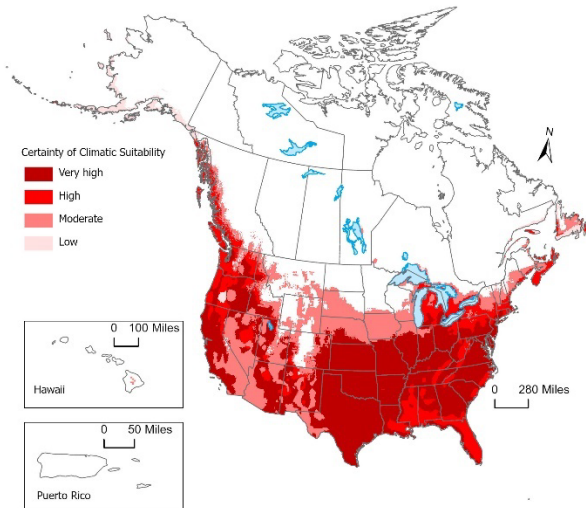 N
Certainty of Climatic Suitability
Very high
High
Moderate
Low
0 100 Miles
Hawaii
0 280 Miles
0 50 Miles
Puerto Rico